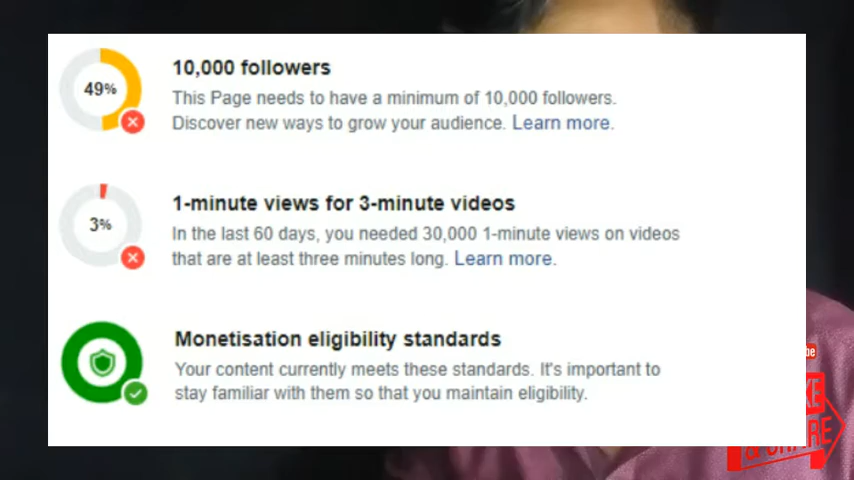 49%
10,000 followers
This Page needs to have a minimum of 10,000 followers.
Discover new ways to grow your audience. Learn more.
3%
1-minute views for 3-minute videos
In the last 60 days, you needed 30,000 1-minute views on videos
that are at least three minutes long. Learn more.
Monetisation eligibility standards
Your content currently meets these standards. It's important to
stay familiar with them so that you maintain eligibility.